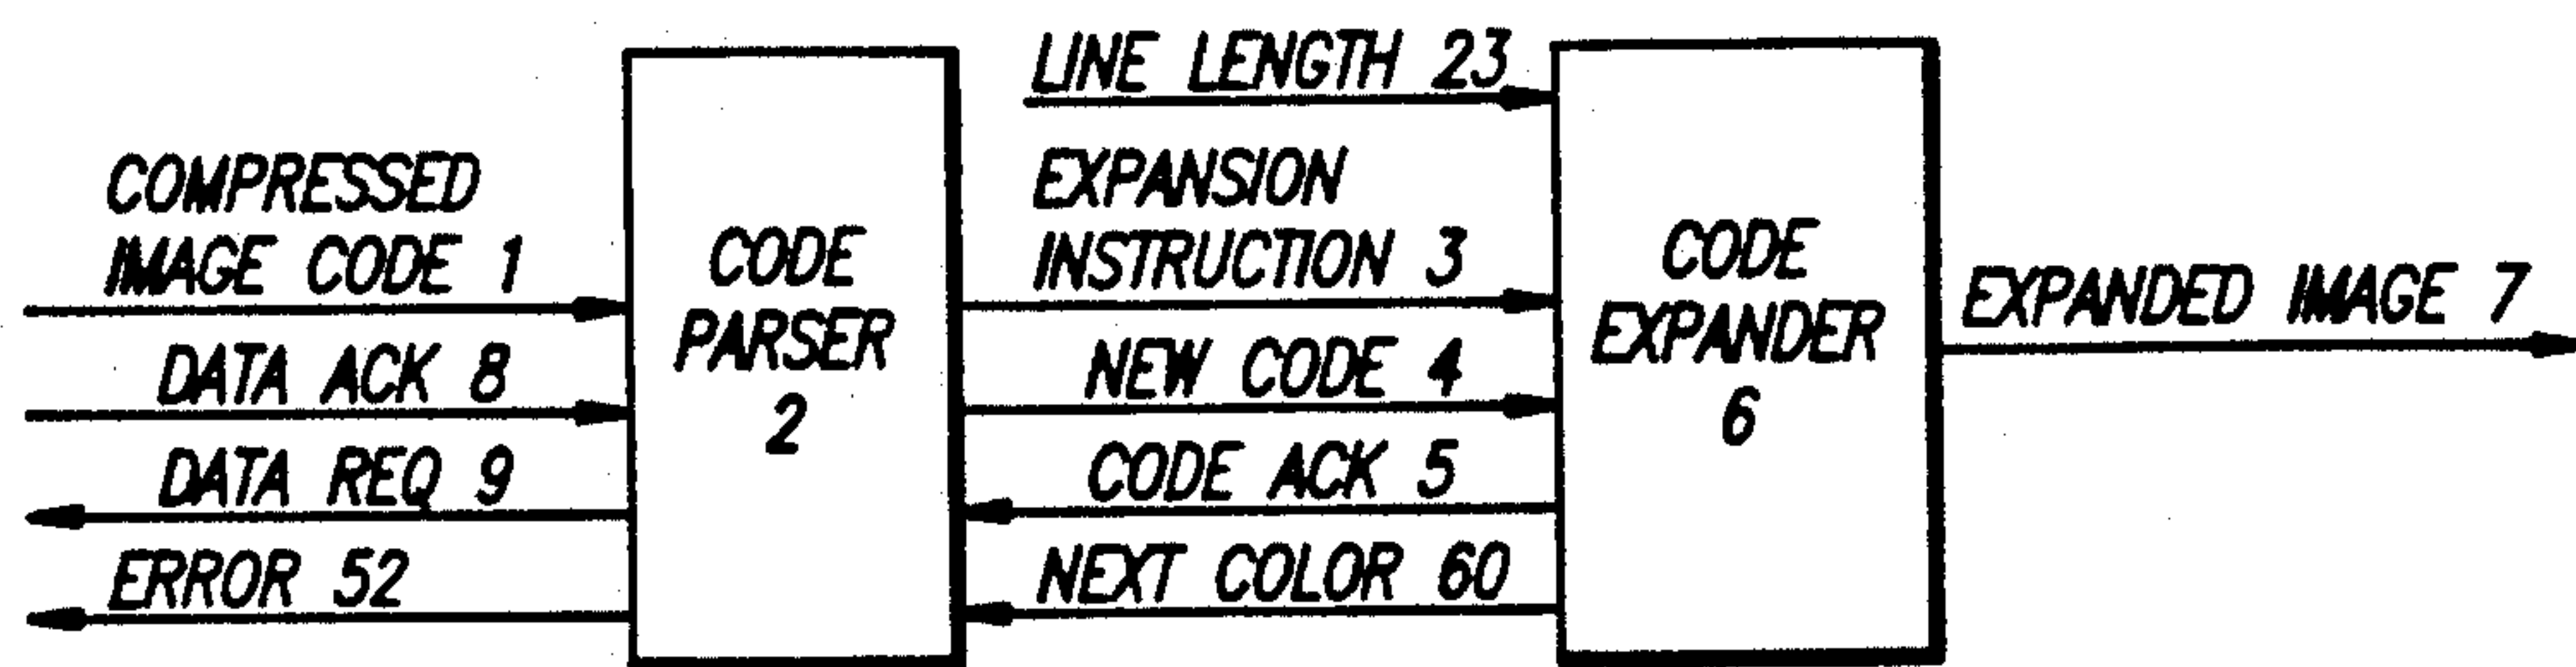 COMPRESSED
IMAGE CODE 1
DATA ACK 8
DATA REQ 9
ERROR 52
CODE
PARSER
2
LINE LENGTH 23
EXPANSION
INSTRUCTION 3
NEW CODE 4
CODE ACK 5
NEXT COLOR 60
CODE
EXPANDER
6
EXPANDED IMAGE 7